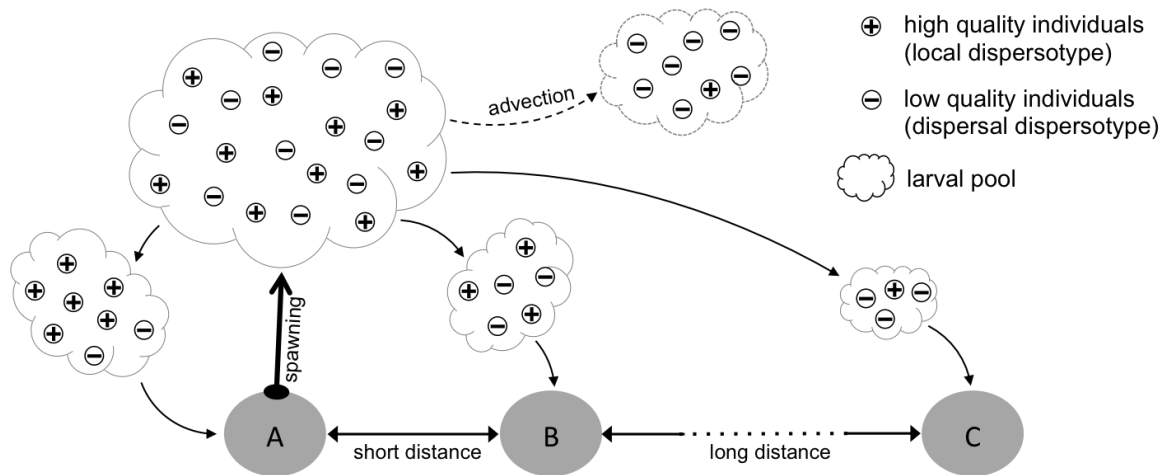 high quality individuals
(local dispersotype)
low quality individuals
(dispersal dispersotype)
larval pool
advection
spawning
A
short distance
B
long distance
C